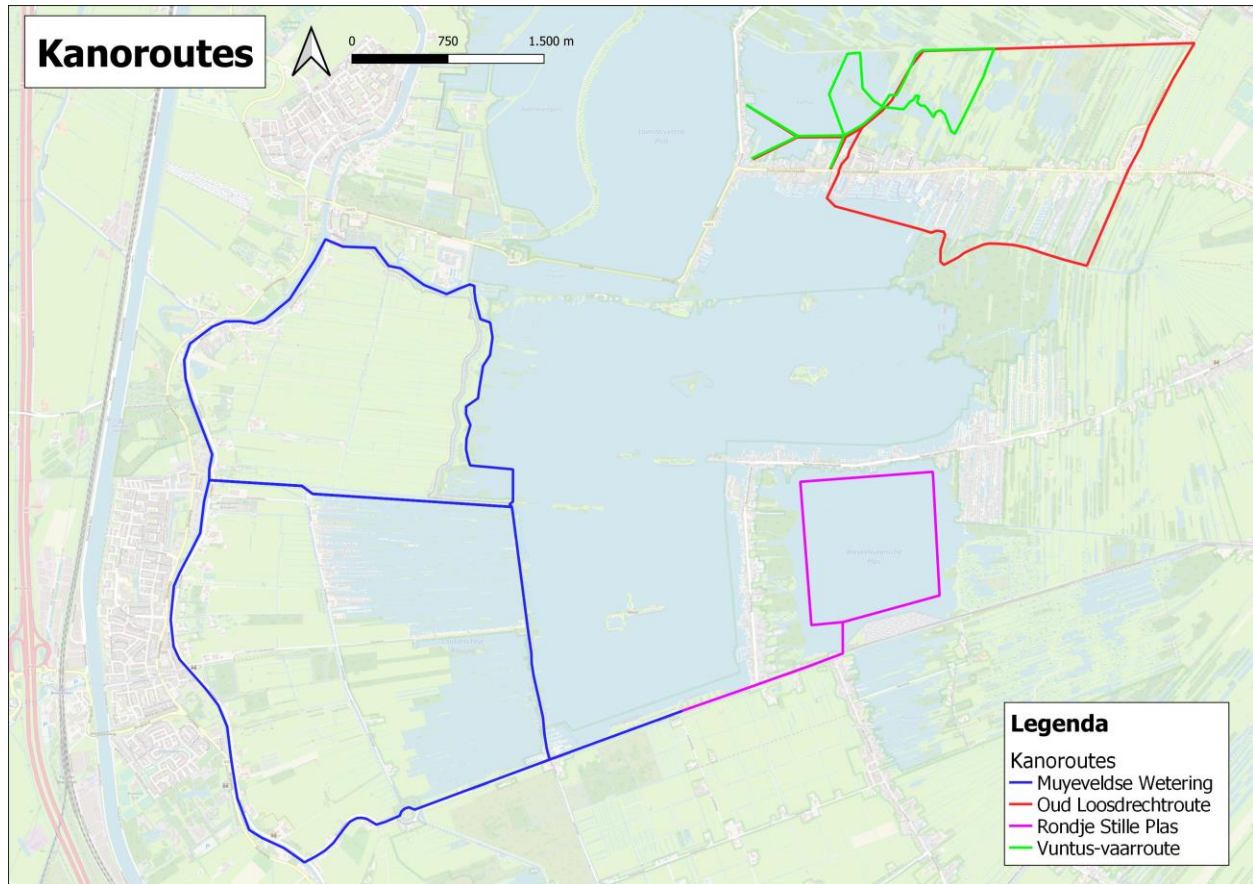 Kanoroutes
0 750 1.500 m
Legenda
Kanoroutes
Muyeveldse Wetering
Oud Loosdrechtroute
Rondje Stille Plas
Vuntus-vaarroute